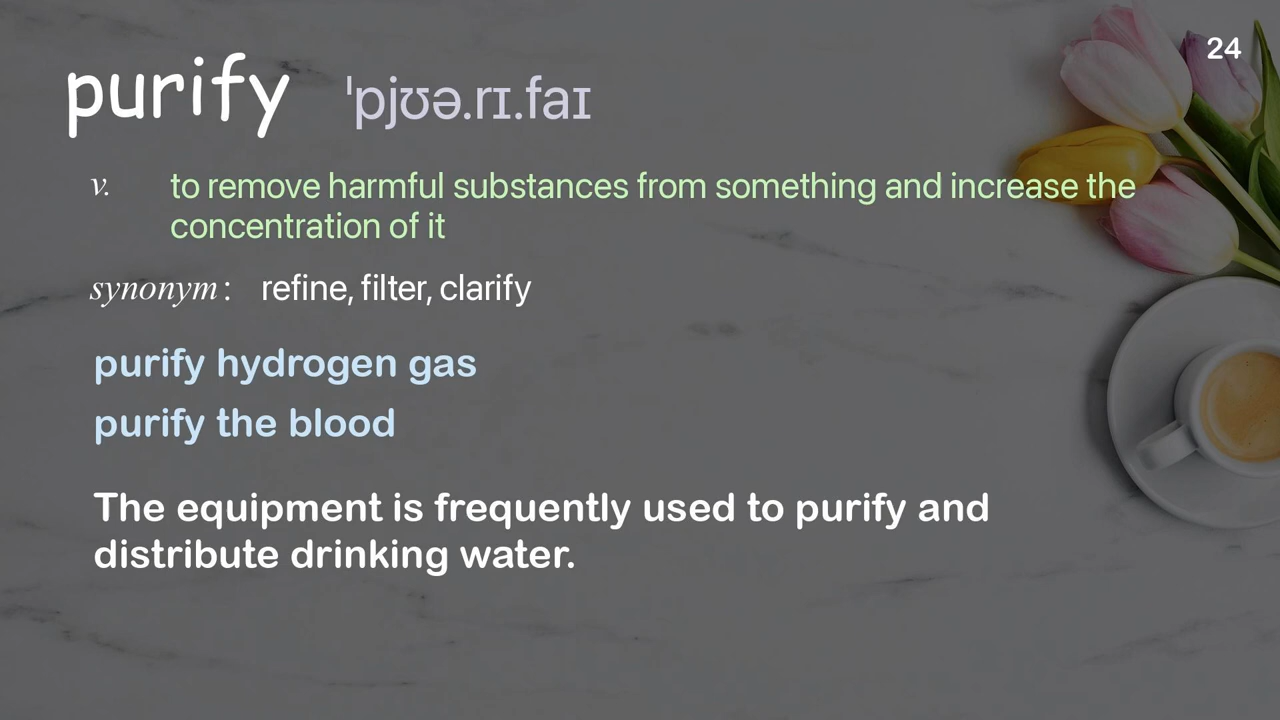 24
purify ˈpjʊə.rɪ.faɪ
v. to remove harmful substances from something and increase the
concentration of it
synonym: refine, filter, clarify
purify hydrogen gas
purify the blood
The equipment is frequently used to purify and
distribute drinking water.